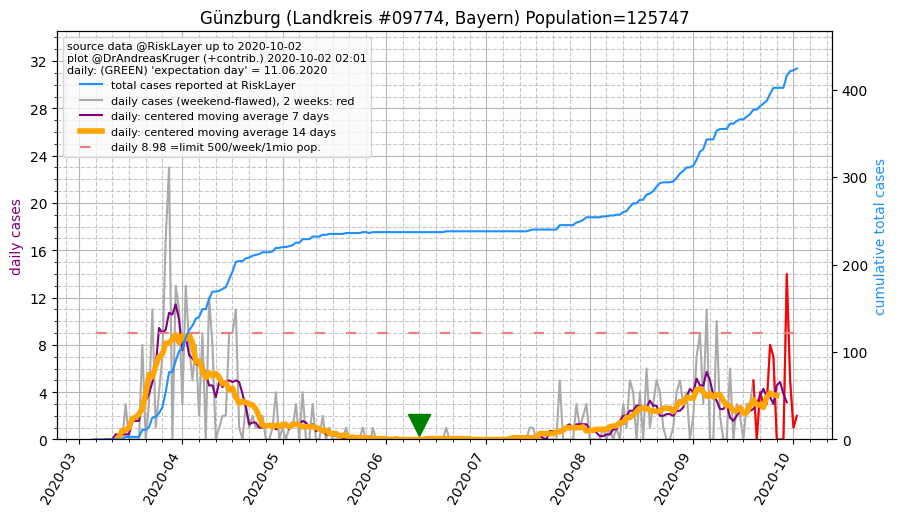 Günzburg (Landkreis #09774, Bayern) Population=125747
source data @RiskLayer up to 2020-10-02
plot @DrAndreasKruger (+contrib.) 2020-10-02 02:01
daily: (GREEN) 'expectation day' = 11.06.2020
total cases reported at RiskLayer
daily cases (weekend-flawed), 2 weeks: red
daily: centered moving average 7 days
daily: centered moving average 14 days
daily 8.98 =limit 500/week/1mio pop.
daily cases
32
28
24
20
16
12
8
4
0
cumulative total cases
400
300
200
100
0
2020-03
2020-04
2020-05
2020-06
2020-07
2020-08
2020-09
2020-10